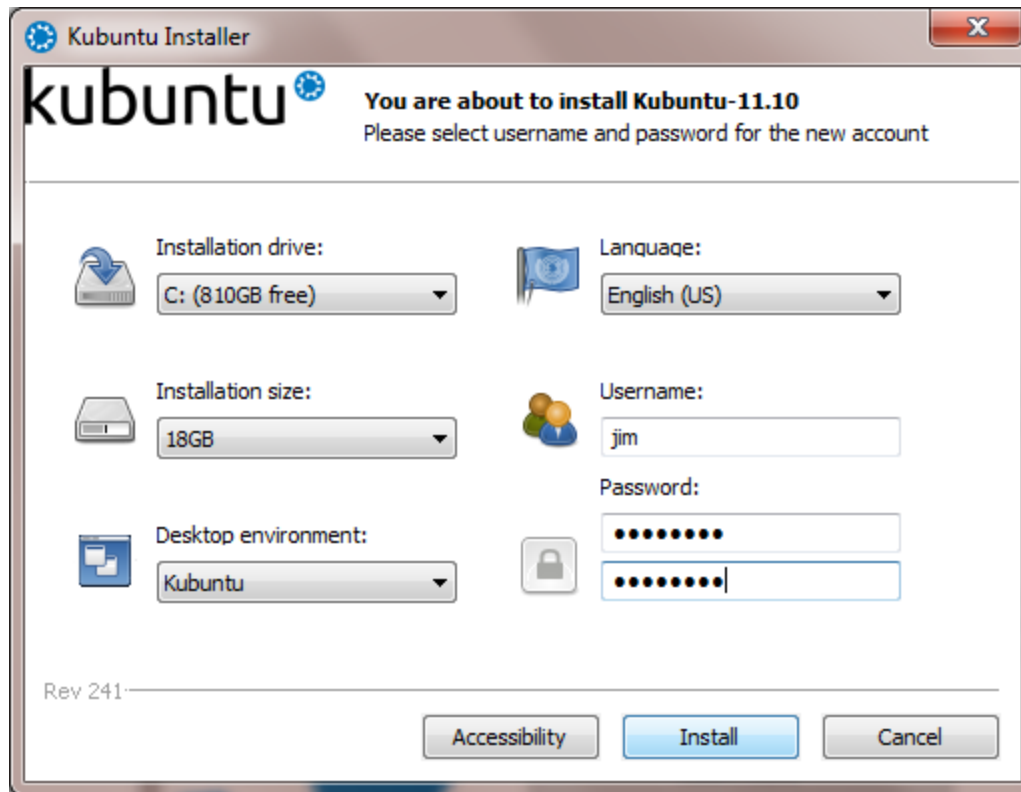 Kubuntu Installer
kubuntu
You are about to install Kubuntu-11.10
Please select username and password for the new account
Installation drive:
C: (810GB free)
Language:
English (US)
Installation size:
18GB
Username:
jim
Password:
••••••••
Desktop environment:
Kubuntu
••••••••
Rev 241
Accessibility
Install
Cancel